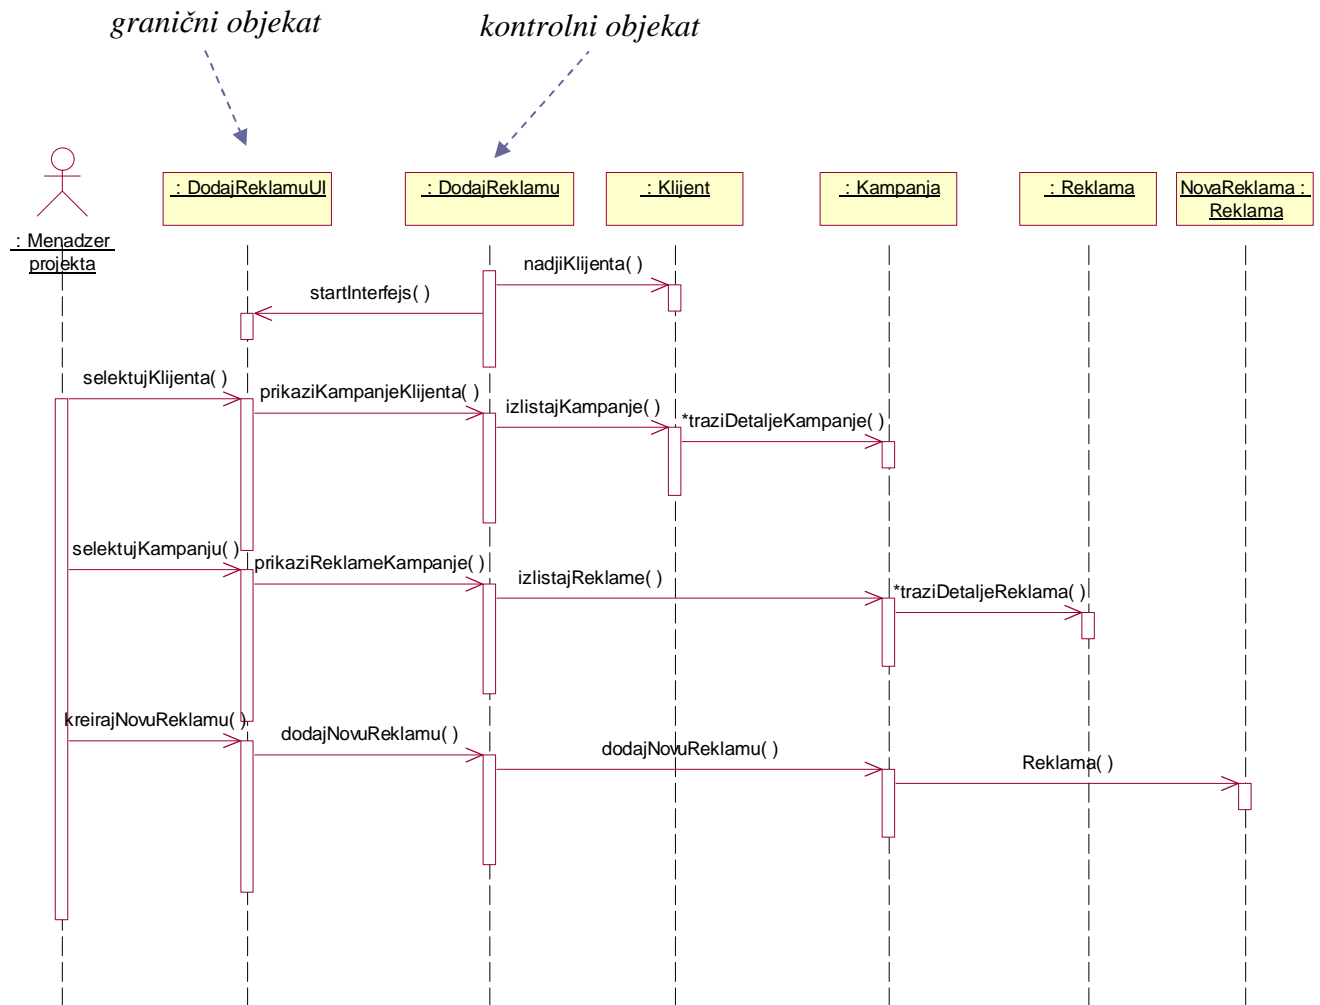 granični objekat
kontrolni objekat
: DodajReklamuUI
: DodajReklamu
: Klijent
: Kampanja
: Reklama
NovaReklama :
Reklama
: Menadzer
projekta
nadjiKlijenta( )
startInterfejs( )
selektujKlijenta( )
prikaziKampanjeKlijenta( )
izlistajKampanje( )
*traziDetaljeKampanje( )
selektujKampanju( )
prikaziReklameKampanje( )
izlistajReklame( )
*traziDetaljeReklama( )
kreirajNovuReklamu( )
dodajNovuReklamu( )
dodajNovuReklamu( )
Reklama( )